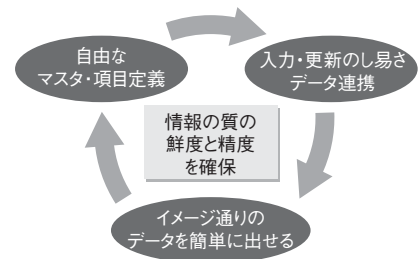 自由な
マスタ・項目定義
入力・更新のし易さ
データ連携
情報の質の
鮮度と精度
を確保
イメージ通りの
データを簡単に出せる